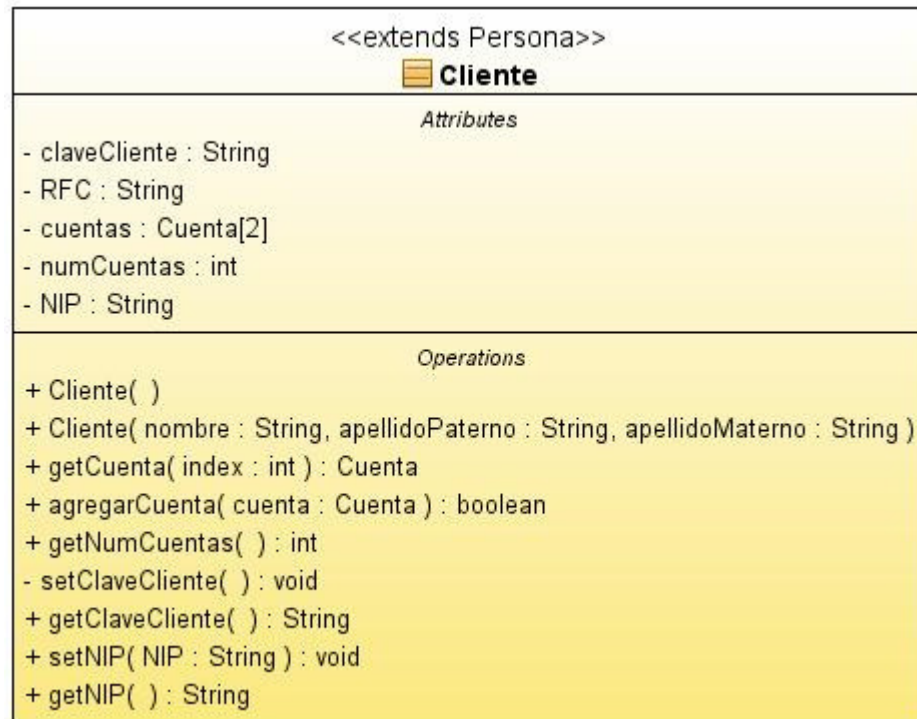 <<extends Persona>>
Cliente
Attributes
- claveCliente : String
- RFC : String
- cuentas : Cuenta[2]
- numCuentas : int
- NIP : String
Operations
+ Cliente( )
+ Cliente( nombre : String, apellidoPaterno : String, apellidoMaterno : String )
+ getCuenta( index : int ) : Cuenta
+ agregarCuenta( cuenta : Cuenta ) : boolean
+ getNumCuentas( ) : int
- setClaveCliente( ) : void
+ getClaveCliente( ) : String
+ setNIP( NIP : String ) : void
+ getNIP( ) : String